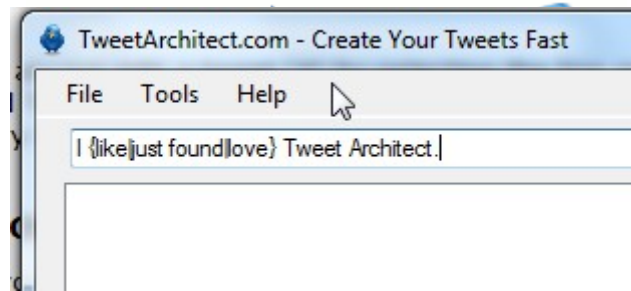 TweetArchitect.com - Create Your Tweets Fast
File Tools Help
I {like|just found|love} Tweet Architect.